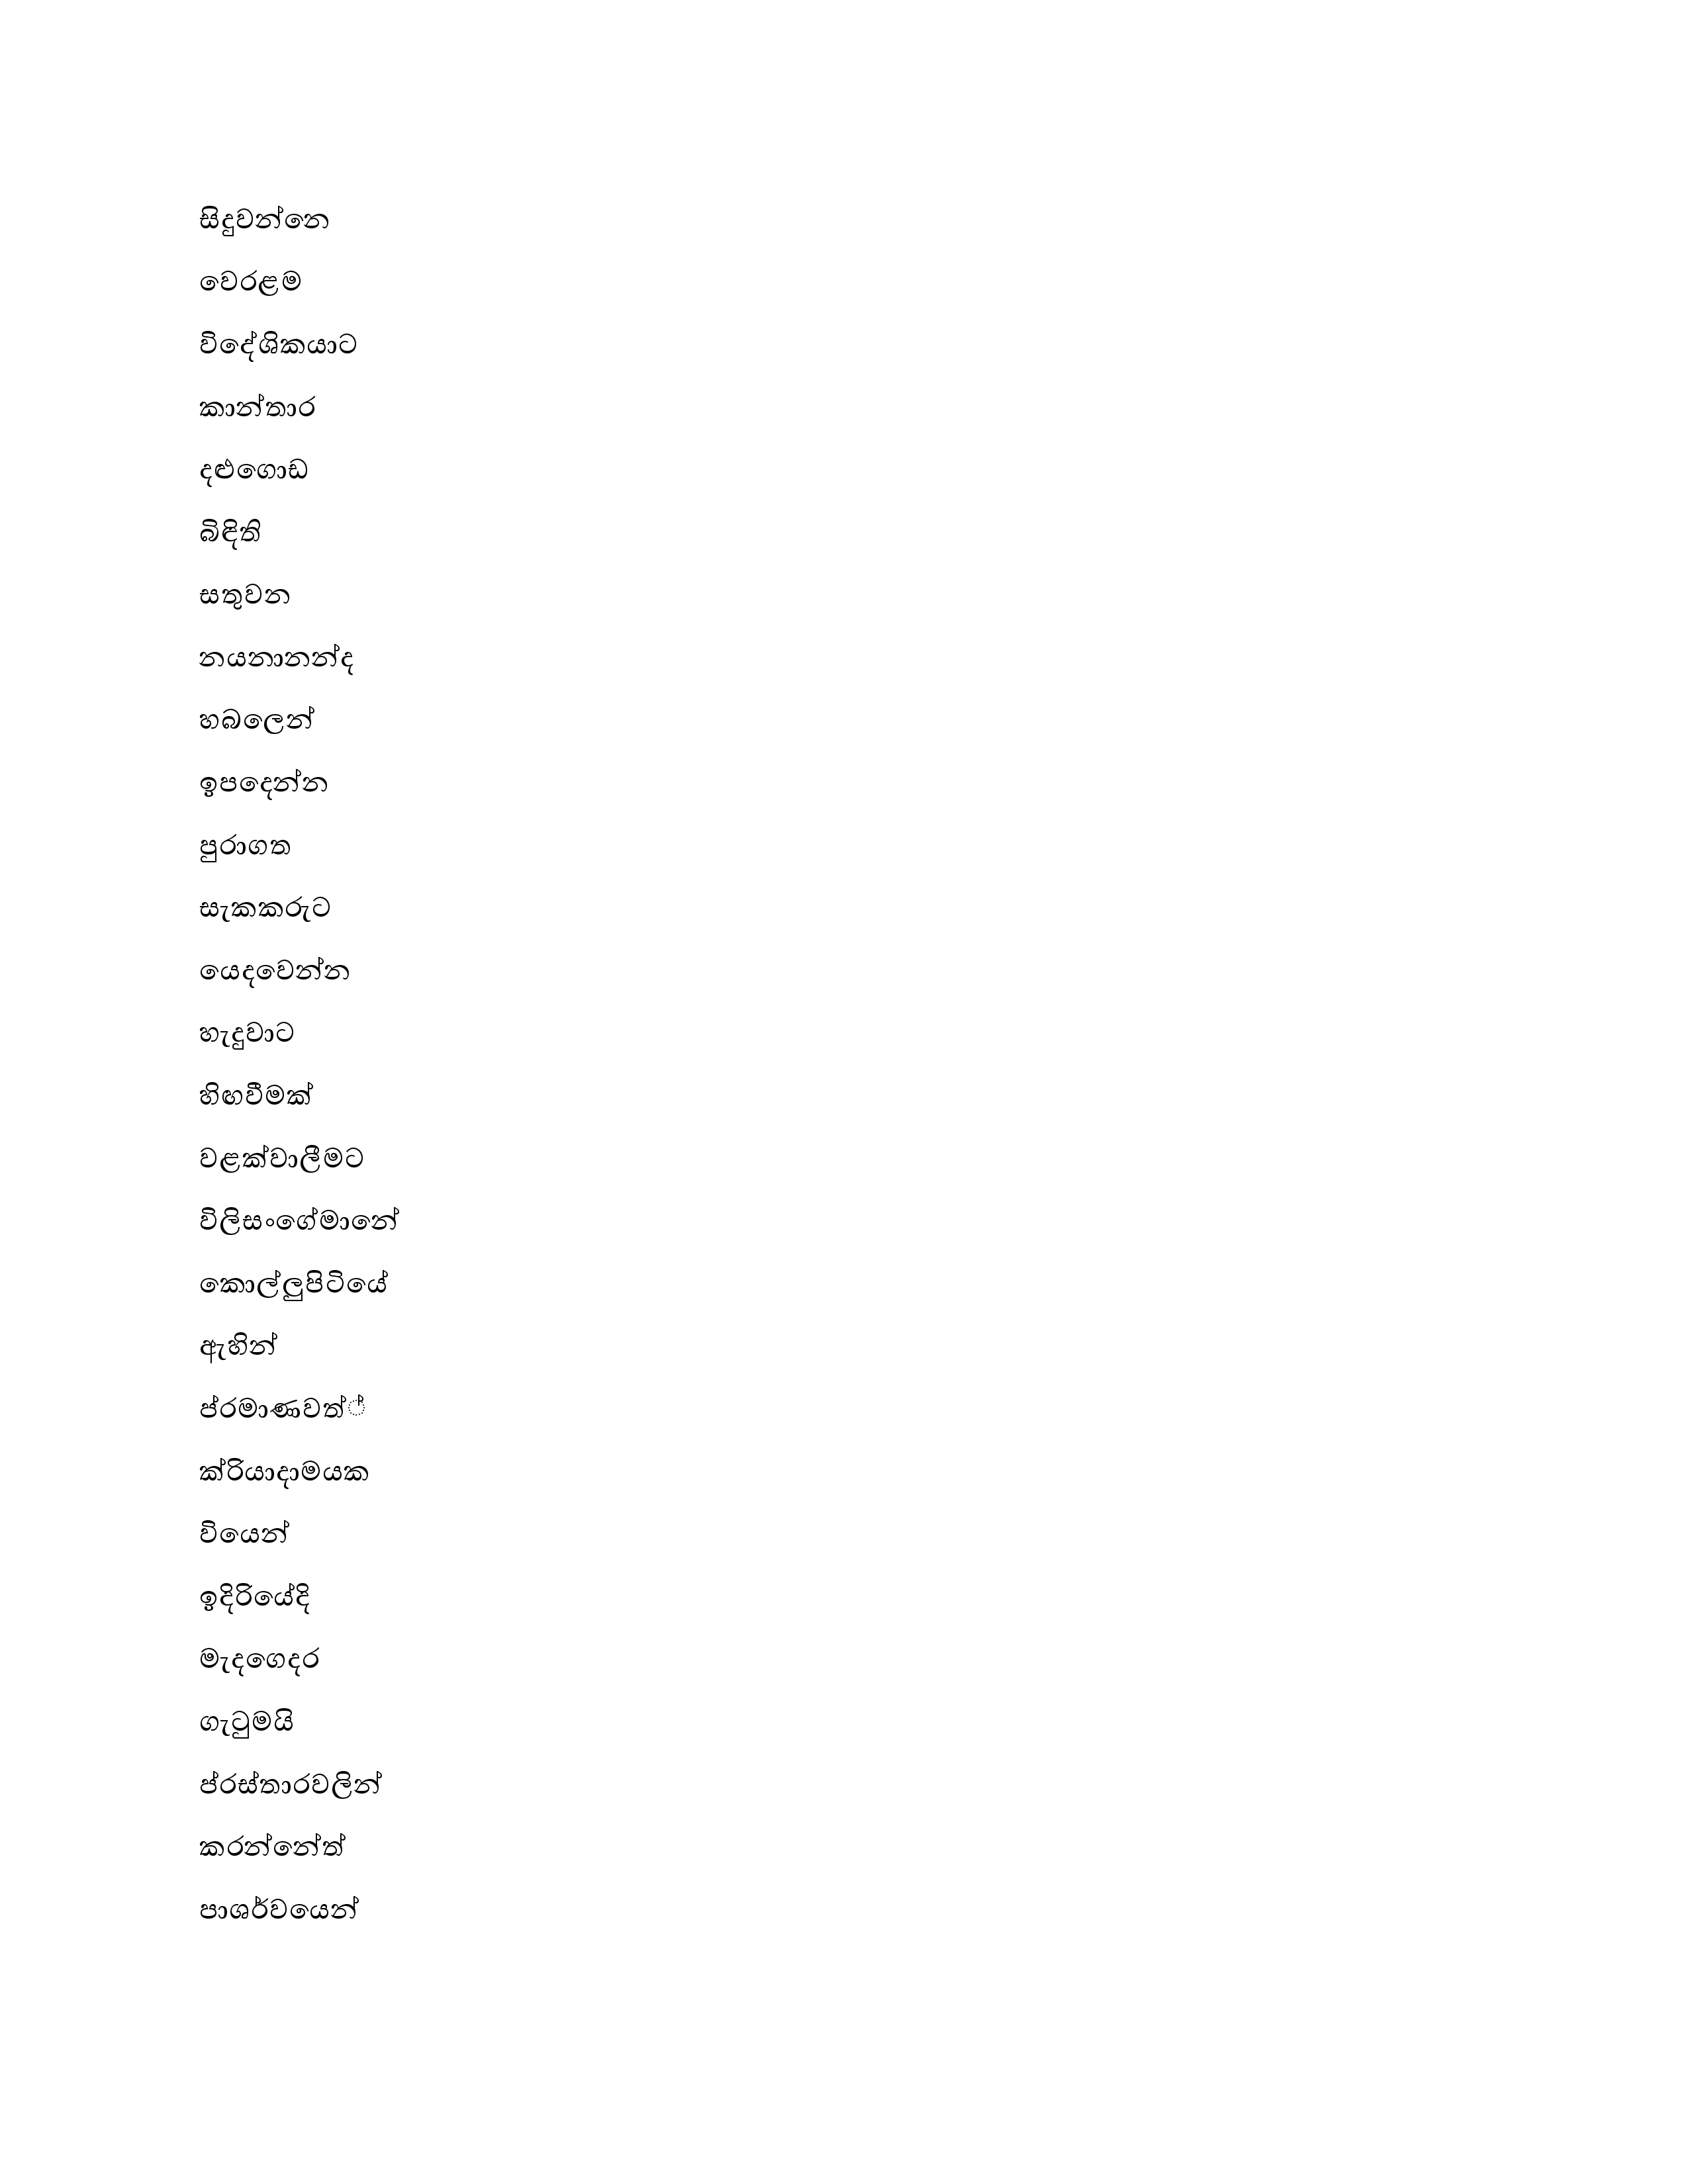 සිදුවන්නෙ
වෙරළම
විදේශිකයාට
කාන්තාර
දළුගොඩ
බිඳිති
සතුවන
නයනානන්ද
හබලෙන්
ඉපදෙන්න
පුරාගත
සැකකරුට
යෙදවෙන්න
හැදුවාට
හිඟවීමක්
වළක්වාලීමට
විලිසංගේමානේ
කොල්ලුපිටියේ
ඇහින්
ප්රමාණවත්්
ක්රියාදාමයක
වියෙන්
ඉදිරියේදි
මැදගෙදර
ගැටුමයි
ප්රස්තාරවලින්
කරන්නේත්
පාශර්වයෙන්